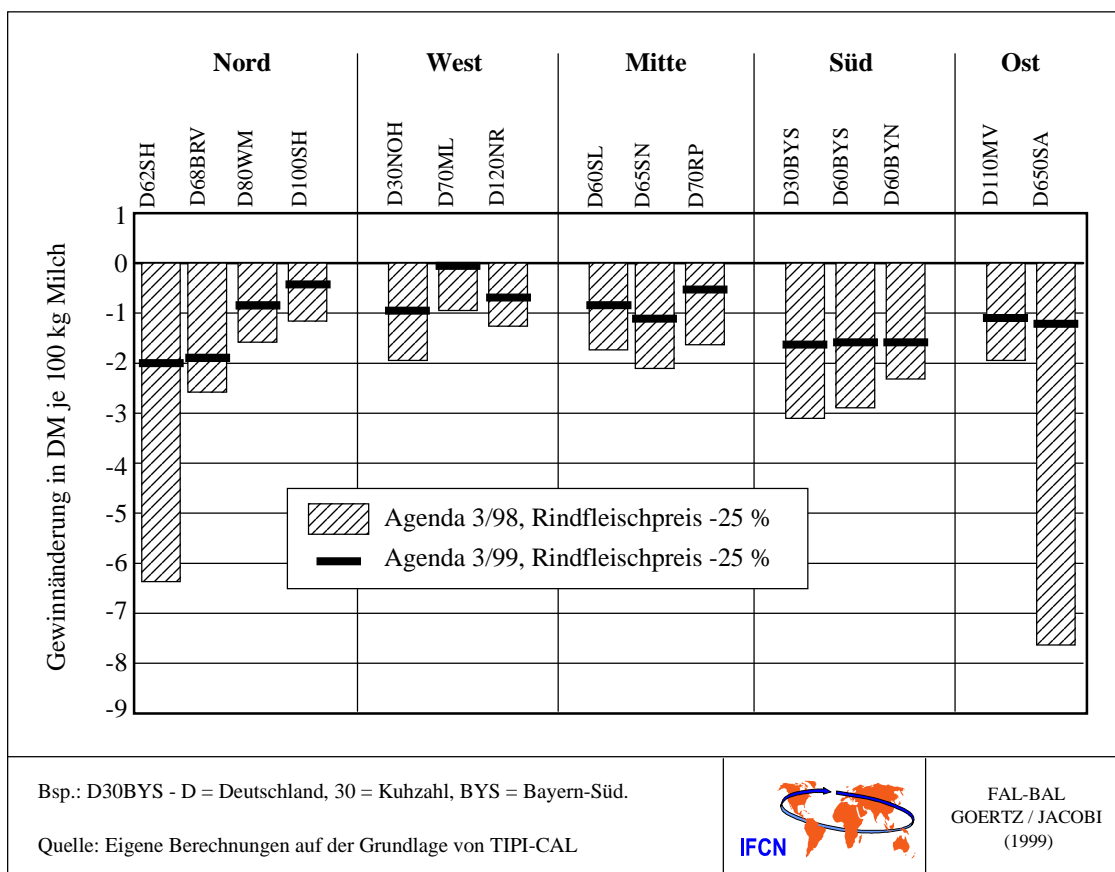 Nord West Mitte Süd Ost
D62SH D68BRV D80WM D100SH D30NOH D70ML D120NR D60SL D65SN D70RP D30BYS D60BYS D60BYN D110MV D650SA
Gewinnänderung in DM je 100 kg Milch
1
0
-1
-2
-3
-4
-5
-6
-7
-8
-9
Agenda 3/98, Rindfleischpreis -25 %
Agenda 3/99, Rindfleischpreis -25 %
Bsp.: D30BYS - D = Deutschland, 30 = Kuhzahl, BYS = Bayern-Süd.
Quelle: Eigene Berechnungen auf der Grundlage von TIPI-CAL
IFCN
FAL-BAL
GOERTZ / JACOBI
(1999)